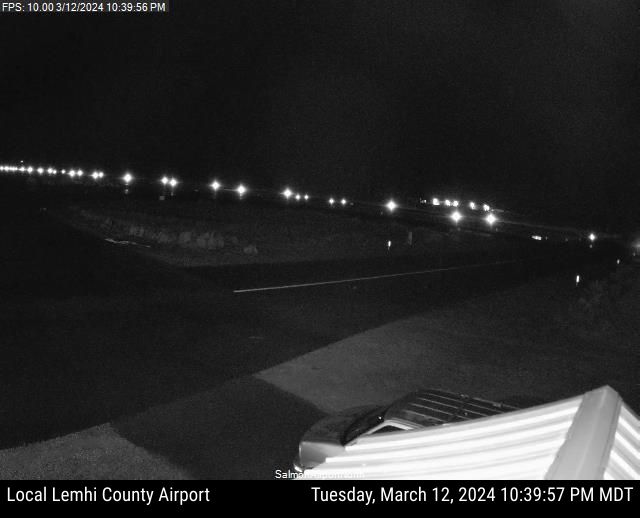 FPS: 10.00 3/12/2024 10:39:56 PM PDT
Local Lemhi County Airport
Tuesday, March 12, 2024 10:39:57 PM MDT